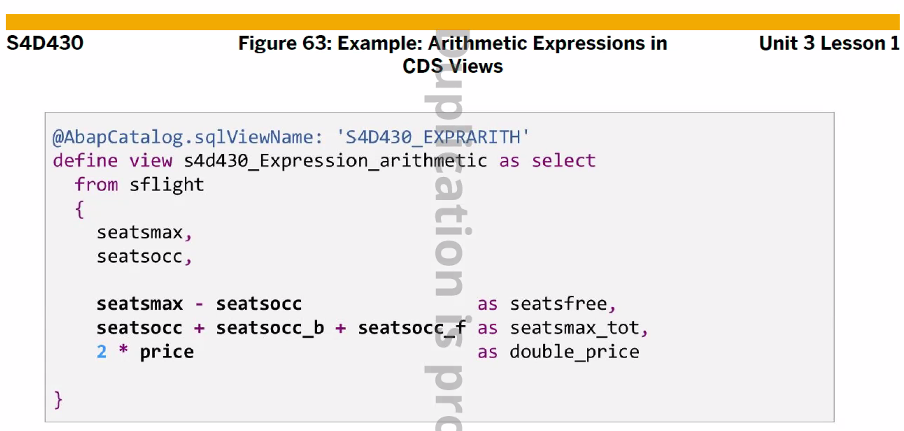 S4D430 Figure 63: Example: Arithmetic Expressions in Unit 3 Lesson 1
CDS Views
@AbapCatalog.sqlViewName: 'S4D430_EXPRARITH'
define view s4d430_Expression_arithmetic as select
from sflight
{
seatsmax,
seatsocc,
seatsmax - seatsocc as seatsfree,
seatsocc + seatsocc_b + seatsocc_f as seatsmax_tot,
2 * price as double_price
}
Duplication is pro